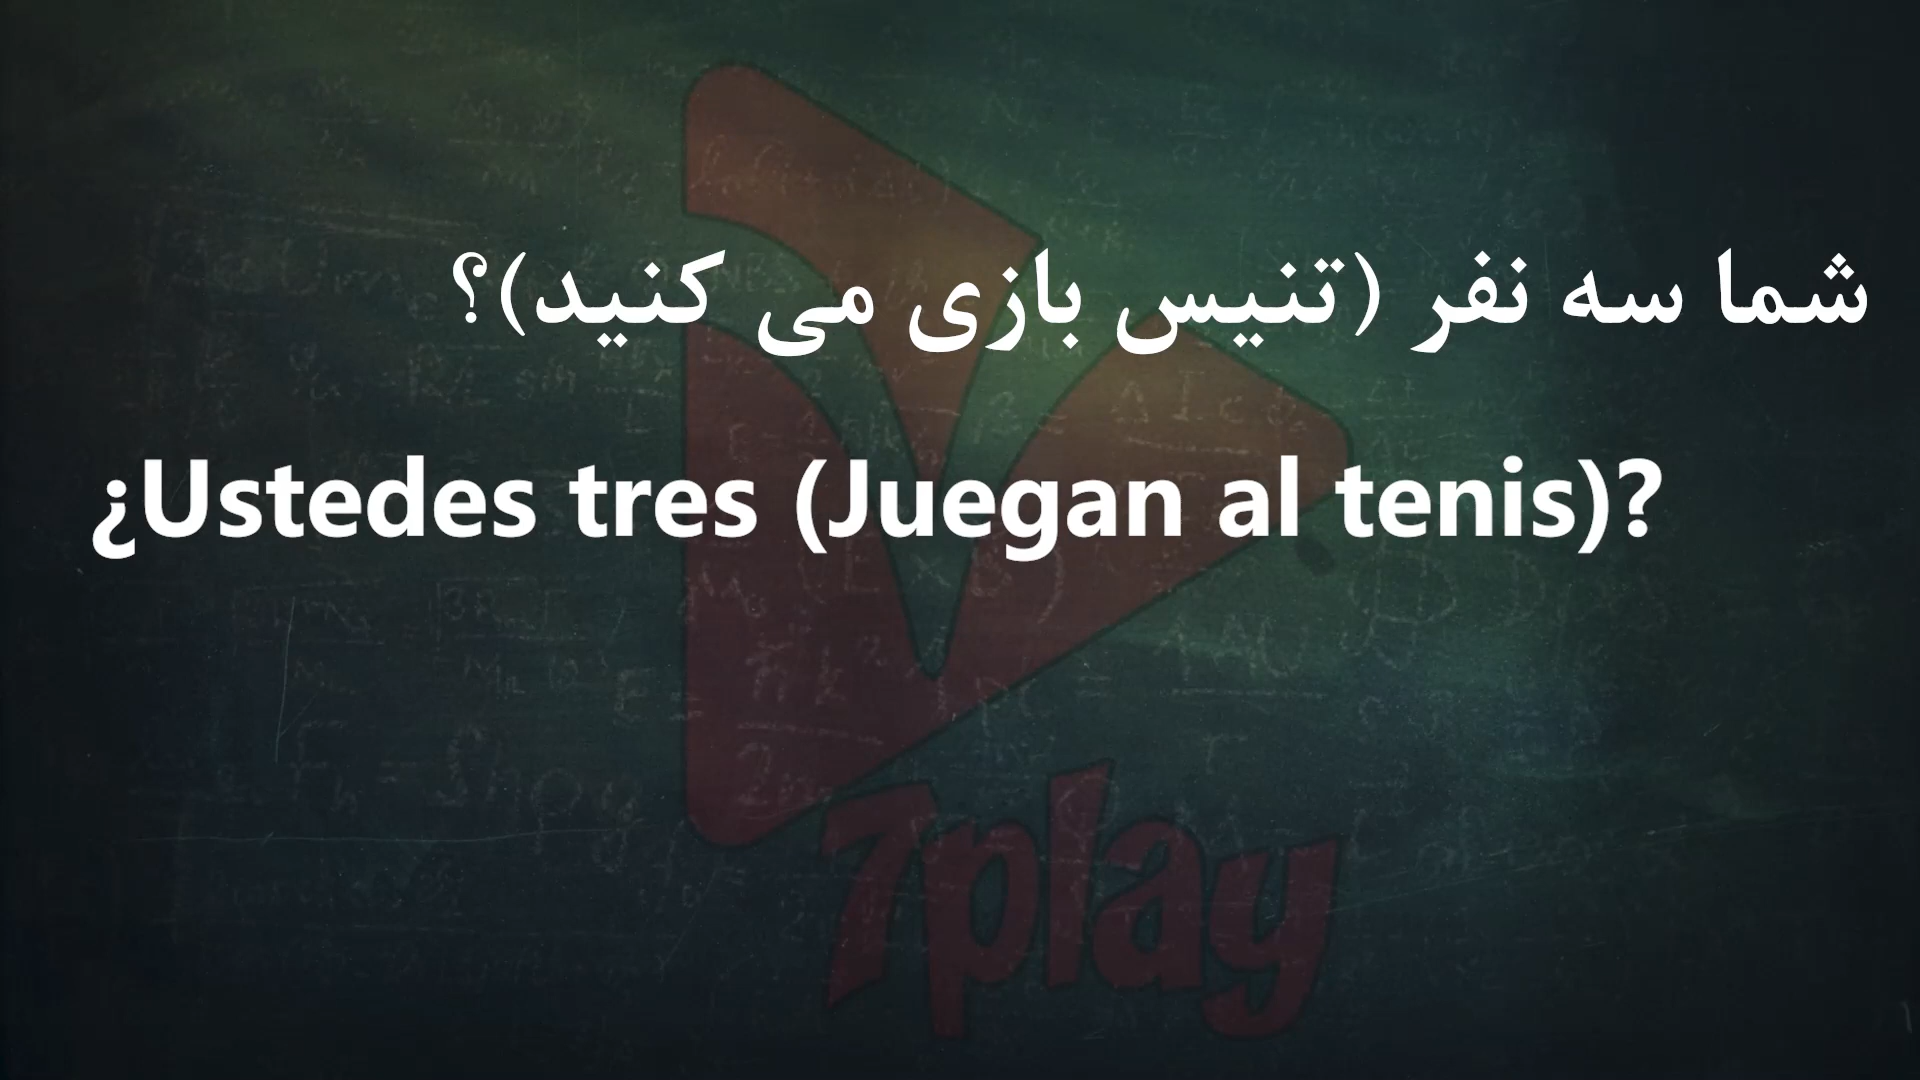 شما سه نفر (تنیس بازی می کنید)؟
¿Ustedes tres (Juegan al tenis)?
7play